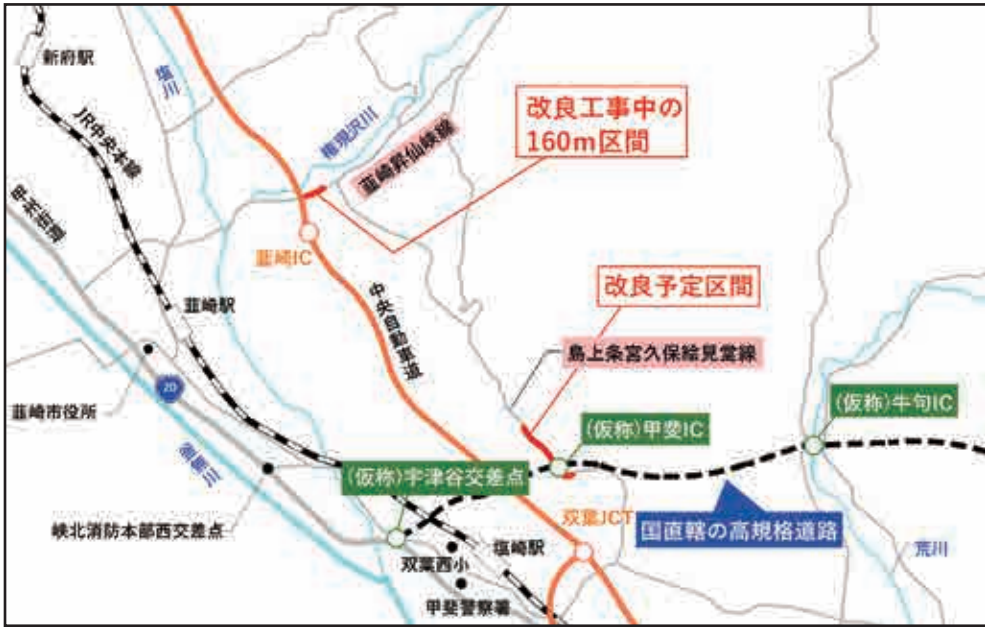 新府駅
塩川
JR中央本線
甲州街道
権現沢川
韮崎昇仙峡線
改良工事中の
160m区間
韮崎IC
中央自動車道
韮崎駅
改良予定区間
島上条宮久保絵見堂線
20
韮崎市役所
釜無川
(仮称)甲斐IC
(仮称)牛句IC
(仮称)宇津谷交差点
峡北消防本部西交差点
双葉JCT
国直轄の高規格道路
塩崎駅
双葉西小
荒川
甲斐警察署